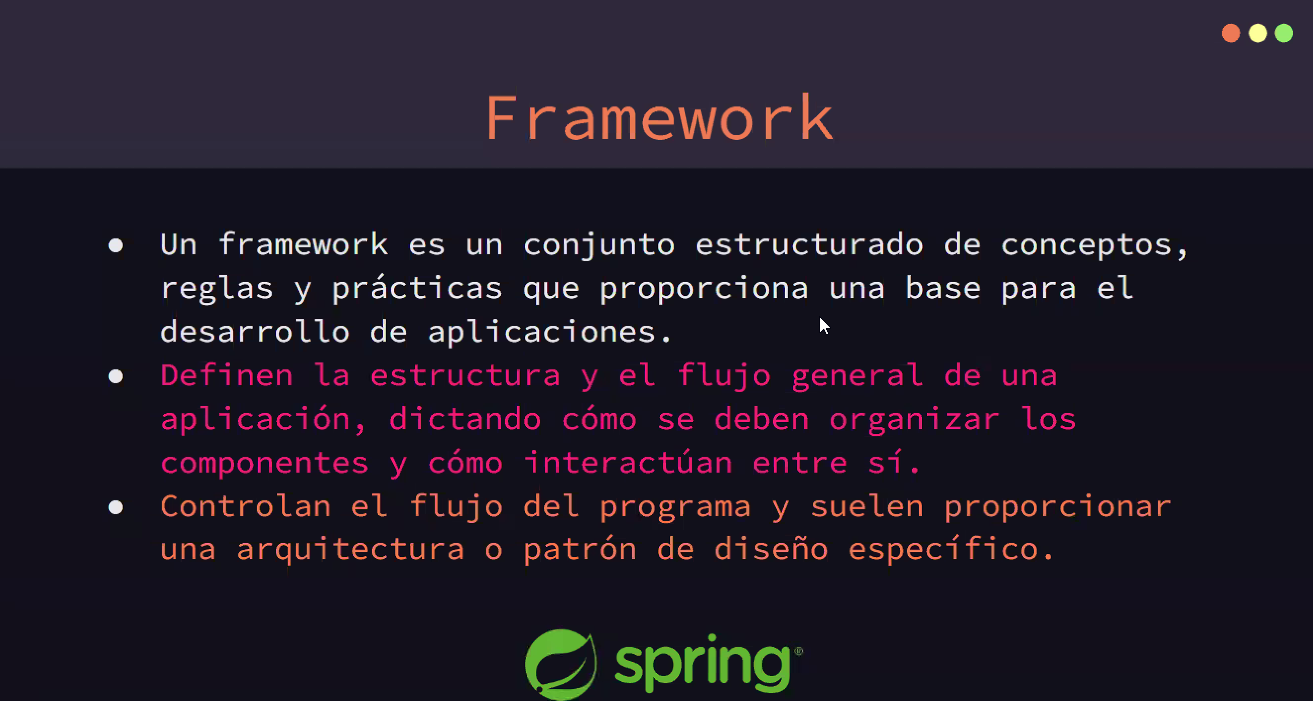 Framework
● Un framework es un conjunto estructurado de conceptos,
reglas y prácticas que proporciona una base para el
desarrollo de aplicaciones.
● Definen la estructura y el flujo general de una
aplicación, dictando cómo se deben organizar los
componentes y cómo interactúan entre sí.
● Controlan el flujo del programa y suelen proporcionar
una arquitectura o patrón de diseño específico.
spring®